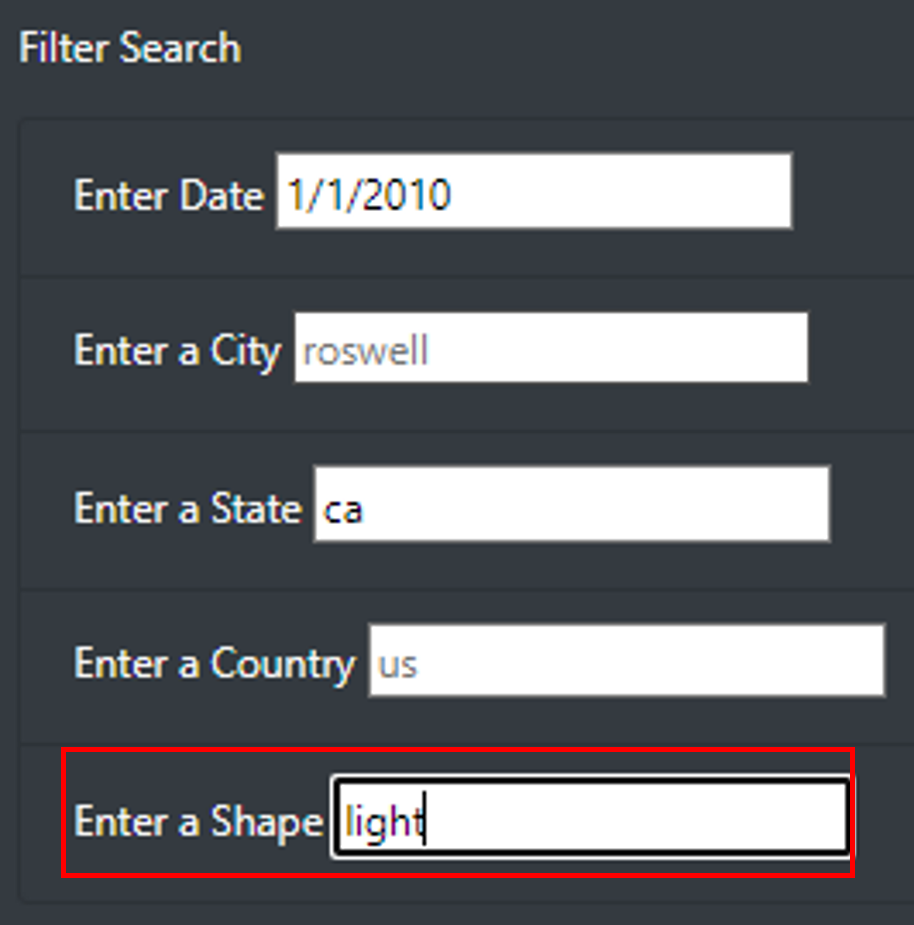 Filter Search
Enter Date 1/1/2010
Enter a City roswell
Enter a State ca
Enter a Country us
Enter a Shape light